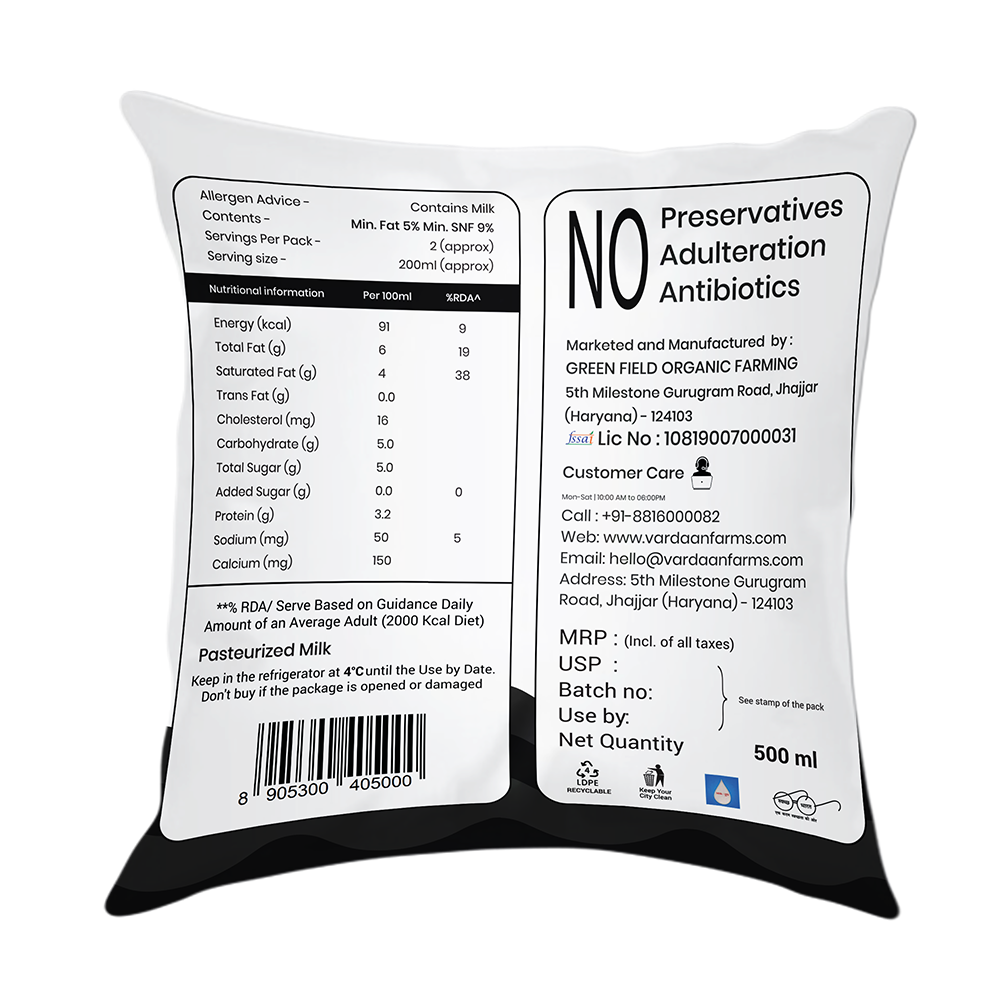 Allergen Advice - Contains Milk
Contents - Min. Fat 5% Min. SNF 9%
Servings Per Pack - 2 (approx)
Serving size - 200ml (approx)
Nutritional information Per 100ml %RDA^
Energy (kcal) 91 9
Total Fat (g) 6 19
Saturated Fat (g) 4 38
Trans Fat (g) 0.0
Cholesterol (mg) 16
Carbohydrate (g) 5.0
Total Sugar (g) 5.0
Added Sugar (g) 0.0 0
Protein (g) 3.2
Sodium (mg) 50 5
Calcium (mg) 150
**% RDA/ Serve Based on Guidance Daily
Amount of an Average Adult (2000 Kcal Diet)
Pasteurized Milk
Keep in the refrigerator at 4°C until the Use by Date.
Don't buy if the package is opened or damaged
8 905300 405000
NO Preservatives
Adulteration
Antibiotics
Marketed and Manufactured by :
GREEN FIELD ORGANIC FARMING
5th Milestone Gurugram Road, Jhajjar
(Haryana) - 124103
fssai Lic No : 10819007000031
Customer Care
Mon-Sat | 10:00 AM to 06:00PM
Call : +91-8816000082
Web: www.vardaanfarms.com
Email: hello@vardaanfarms.com
Address: 5th Milestone Gurugram
Road, Jhajjar (Haryana) - 124103
MRP : (Incl. of all taxes)
USP :
Batch no:
Use by:
See stamp of the pack
Net Quantity 500 ml
4
LDPE
RECYCLABLE
Keep Your
City Clean
स्वच्छ भारत
एक कदम स्वच्छता की ओर